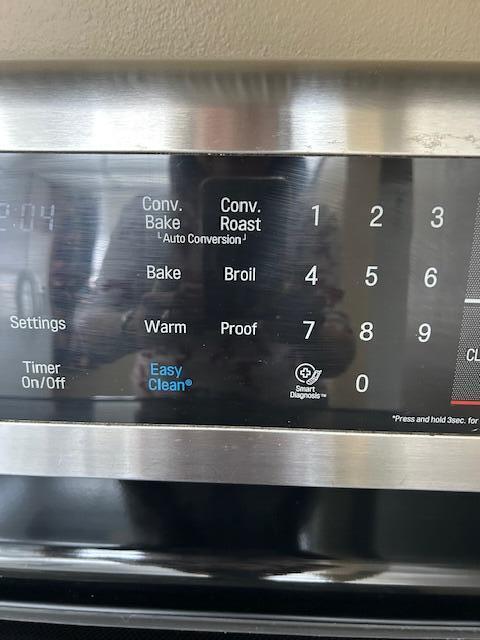 2:04
Conv.
Bake
Conv.
Roast
└Auto Conversion┘
1 2 3
Bake
Broil
4 5 6
Settings
Warm
Proof
7 8 9
CL
Timer
On/Off
Easy
Clean®
Smart
Diagnosis™
0
*Press and hold 3sec. for